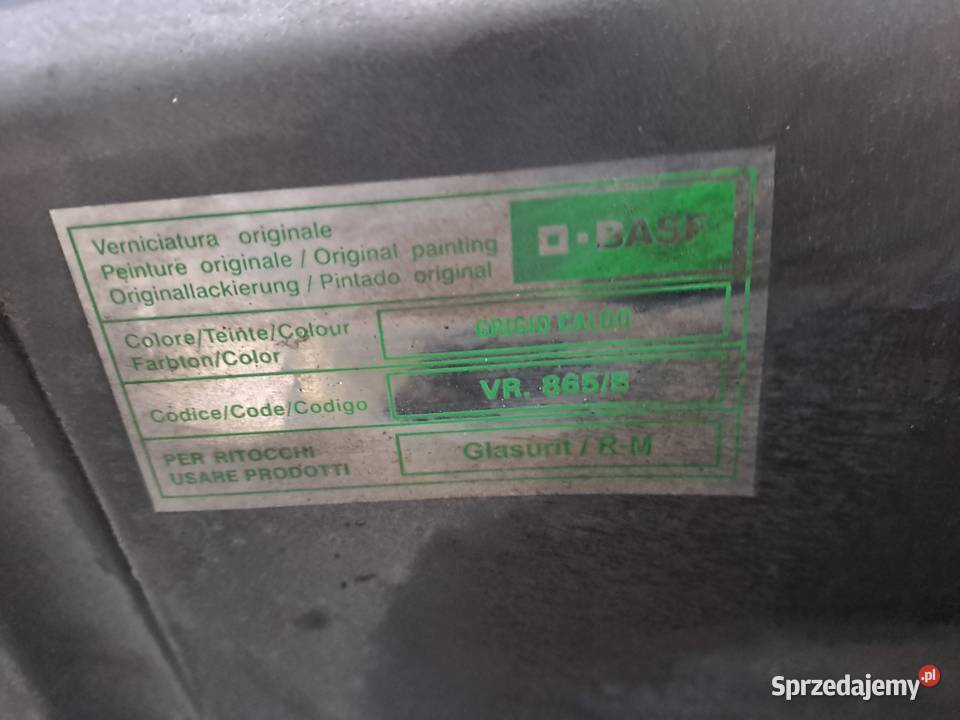 Verniciatura originale
Peinture originale / Original painting
Originallackierung / Pintado original
BASF
Colore/Teinte/Colour
Farbton/Color
GRIGIO CALDO
Codice/Code/Codigo
VR. 865/B
PER RITOCCHI
USARE PRODOTTI
Glasurit / R-M
Sprzedajemy.pl